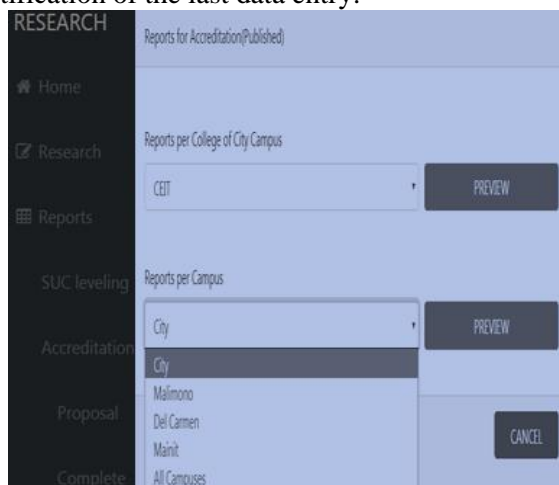 tification of the last data entry.
RESEARCH
Home
Research
Reports
SUC leveling
Accreditation
Proposal
Complete
Reports for Accreditation(Published)
Reports per College of City Campus
CEIT
PREVIEW
Reports per Campus
City
PREVIEW
City
Malimono
Del Carmen
Mainit
All Campuses
CANCEL